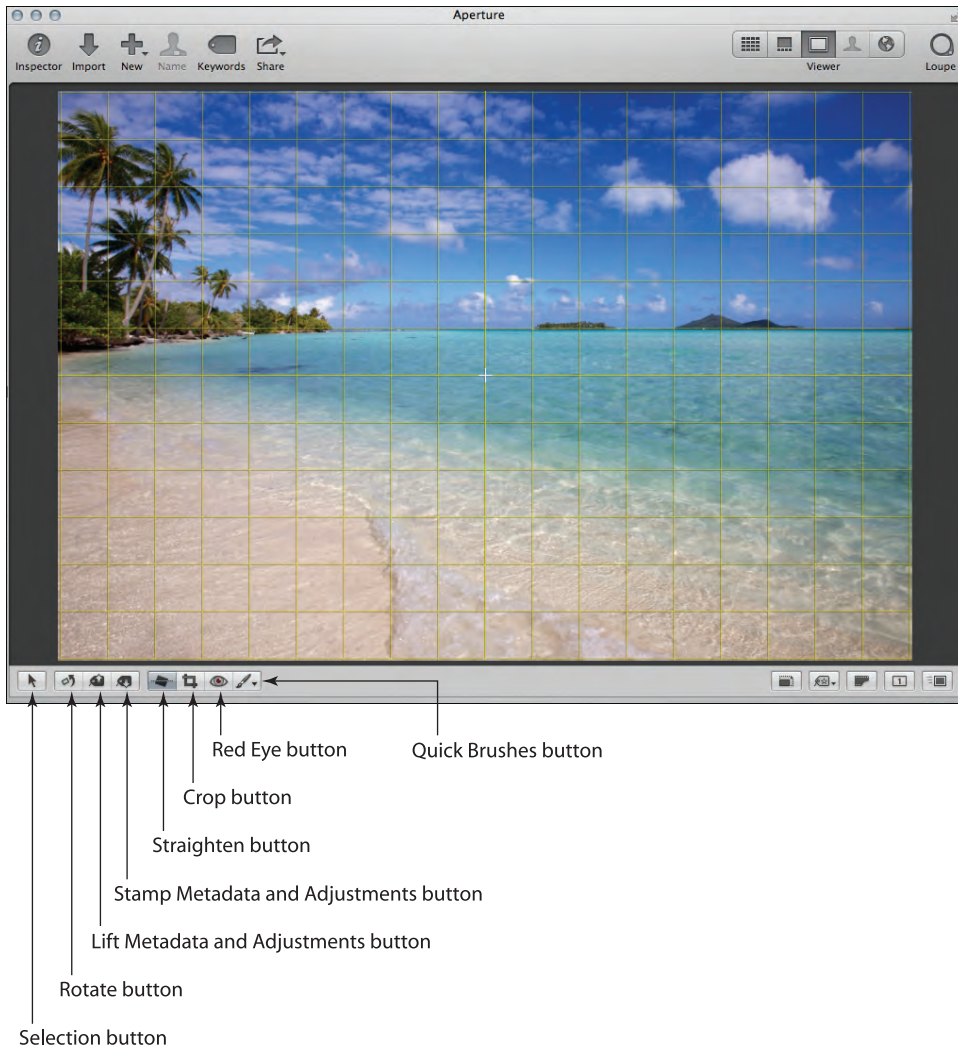 Aperture
Inspector Import New Name Keywords Share
Viewer
Loupe
1
Red Eye button
Quick Brushes button
Crop button
Straighten button
Stamp Metadata and Adjustments button
Lift Metadata and Adjustments button
Rotate button
Selection button